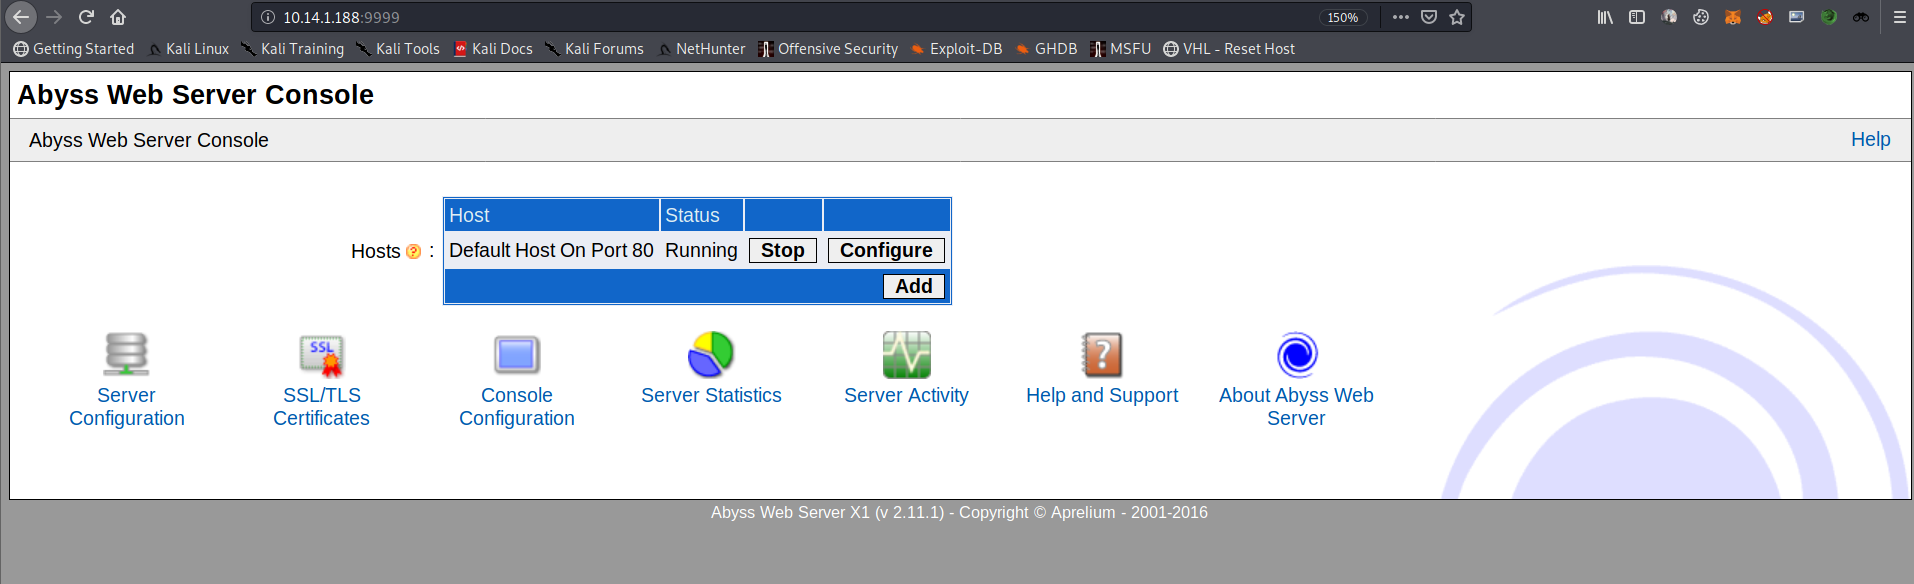 10.14.1.188:9999
150%
Getting Started Kali Linux Kali Training Kali Tools Kali Docs Kali Forums NetHunter Offensive Security Exploit-DB GHDB MSFU VHL - Reset Host
Abyss Web Server Console
Abyss Web Server Console Help
Host Status
Hosts ? : Default Host On Port 80 Running Stop Configure
Add
SSL
Server
Configuration
SSL/TLS
Certificates
Console
Configuration
Server Statistics
Server Activity
?
Help and Support
About Abyss Web
Server
Abyss Web Server X1 (v 2.11.1) - Copyright © Aprelium - 2001-2016